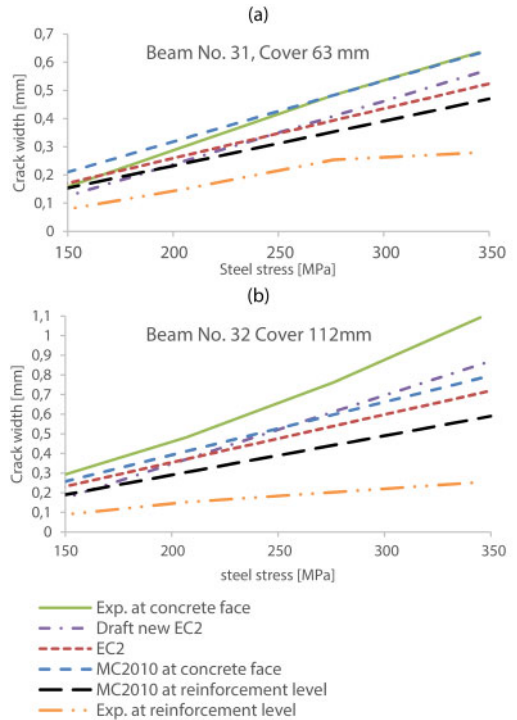 (a)
Beam No. 31, Cover 63 mm
Crack width [mm]
0,7
0,6
0,5
0,4
0,3
0,2
0,1
0
150 200 250 300 350
Steel stress [MPa]
(b)
Beam No. 32 Cover 112mm
Crack width [mm]
1,1
1
0,9
0,8
0,7
0,6
0,5
0,4
0,3
0,2
0,1
0
150 200 250 300 350
steel stress [MPa]
Exp. at concrete face
Draft new EC2
EC2
MC2010 at concrete face
MC2010 at reinforcement level
Exp. at reinforcement level